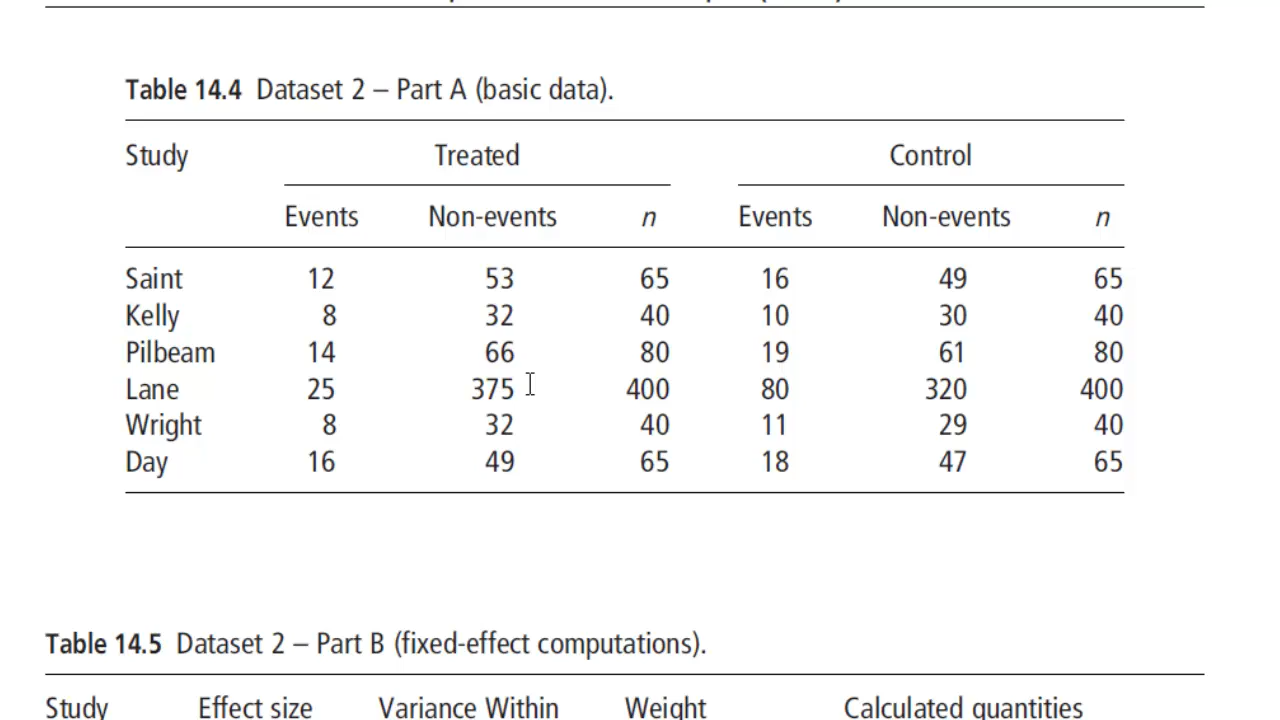 Table 14.4 Dataset 2 – Part A (basic data).
Study Treated Control
Events Non-events n Events Non-events n
Saint 12 53 65 16 49 65
Kelly 8 32 40 10 30 40
Pilbeam 14 66 80 19 61 80
Lane 25 375 400 80 320 400
Wright 8 32 40 11 29 40
Day 16 49 65 18 47 65
Table 14.5 Dataset 2 – Part B (fixed-effect computations).
Study Effect size Variance Within Weight Calculated quantities